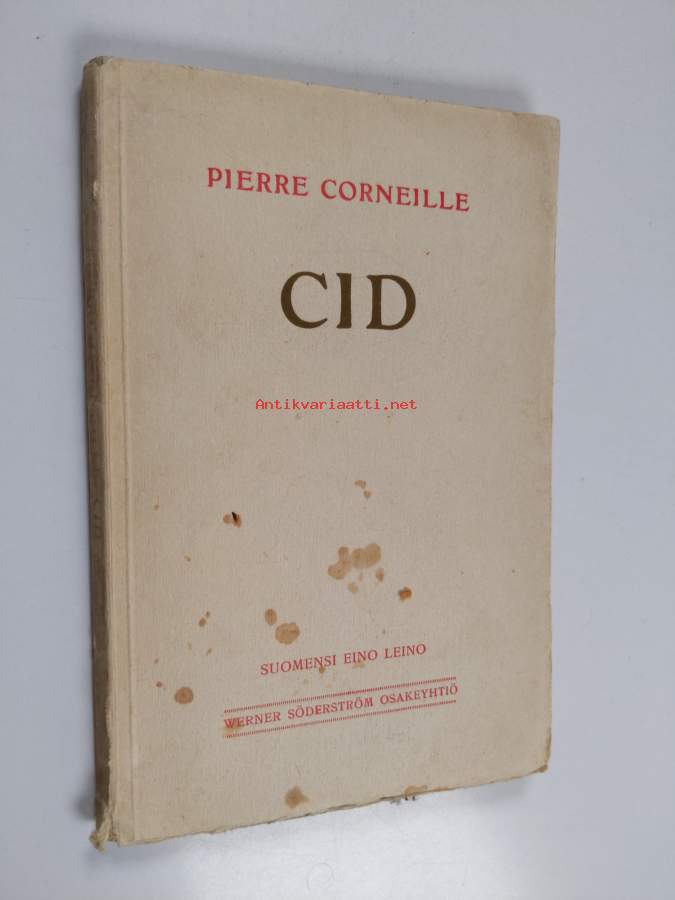 PIERRE CORNEILLE
CID
Antikvariaatti.net
SUOMENSI EINO LEINO
WERNER SÖDERSTRÖM OSAKEYHTIÖ